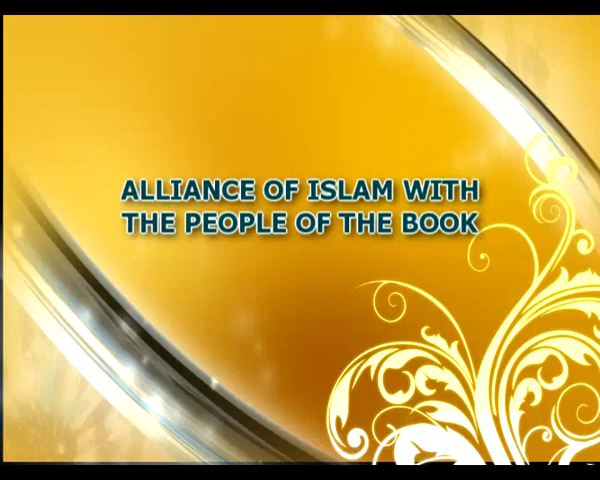 ALLIANCE OF ISLAM WITH
THE PEOPLE OF THE BOOK